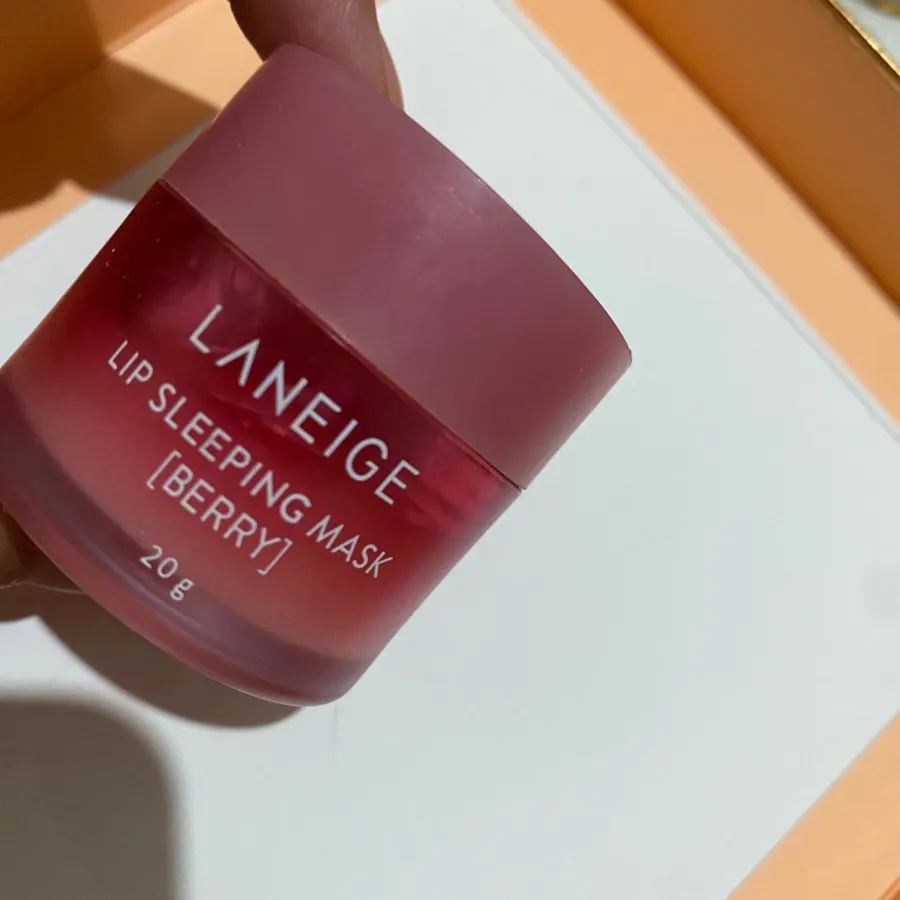 LANEIGE
LIP SLEEPING MASK
[BERRY]
20 g